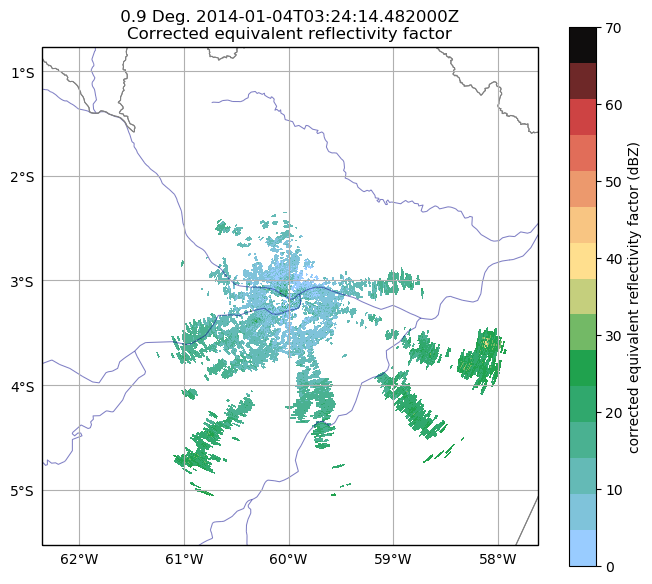 0.9 Deg. 2014-01-04T03:24:14.482000Z
Corrected equivalent reflectivity factor
1°S
2°S
3°S
4°S
5°S
62°W
61°W
60°W
59°W
58°W
70
60
50
40
30
20
10
0
corrected equivalent reflectivity factor (dBZ)